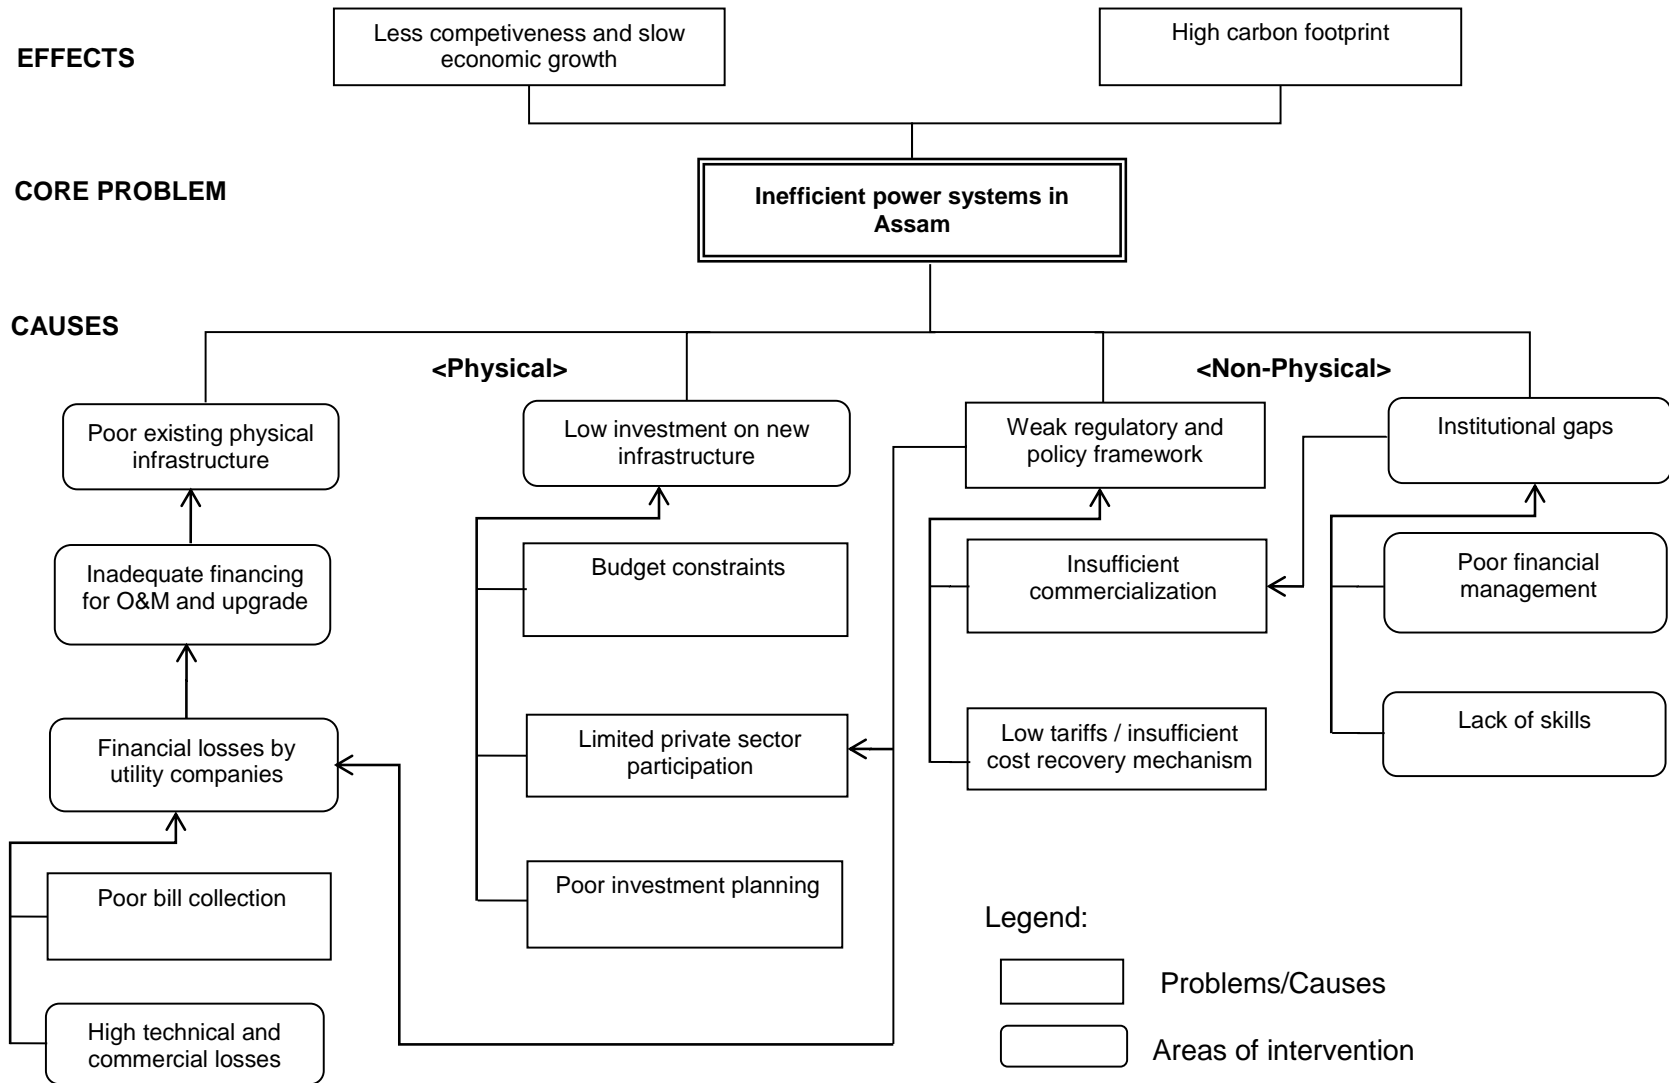 EFFECTS
Less competiveness and slow
economic growth
High carbon footprint
CORE PROBLEM
Inefficient power systems in
Assam
CAUSES
<Physical>
<Non-Physical>
Poor existing physical
infrastructure
Low investment on new
infrastructure
Weak regulatory and
policy framework
Institutional gaps
Inadequate financing
for O&M and upgrade
Budget constraints
Insufficient
commercialization
Poor financial
management
Financial losses by
utility companies
Limited private sector
participation
Low tariffs / insufficient
cost recovery mechanism
Lack of skills
Poor bill collection
Poor investment planning
High technical and
commercial losses
Legend:
Problems/Causes
Areas of intervention